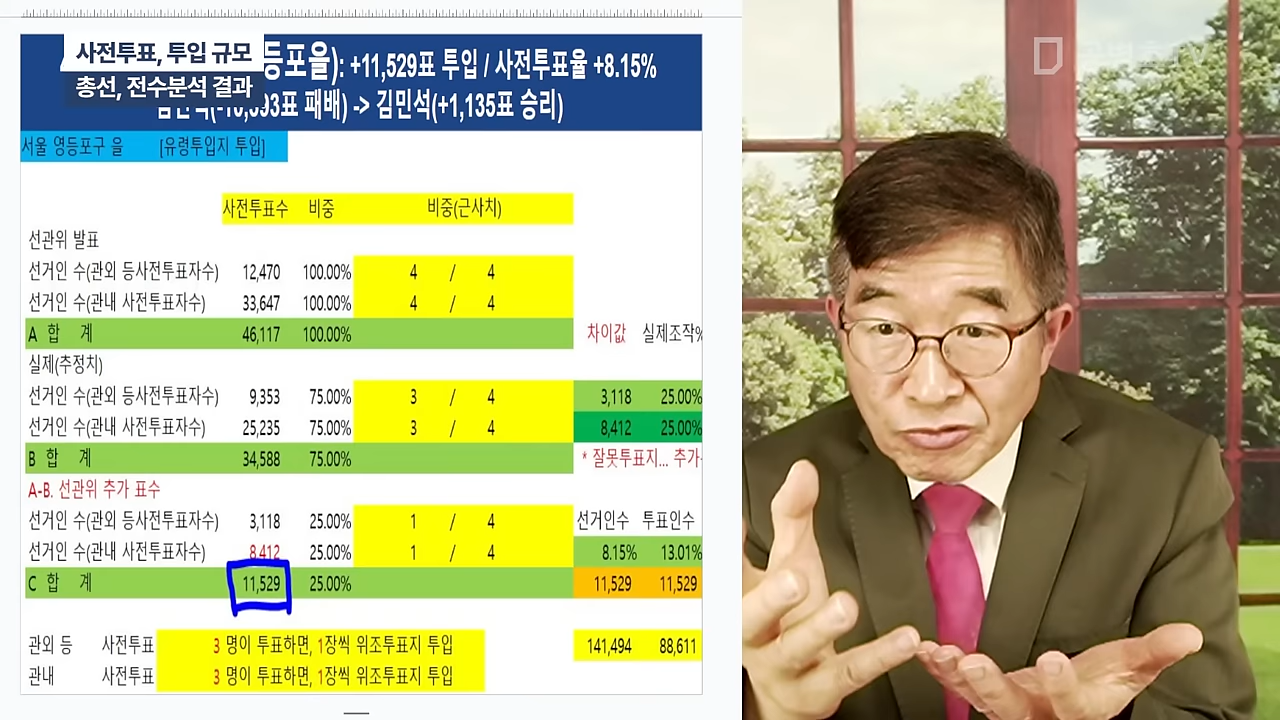 사전투표, 투입 규모
총선, 전수분석 결과
등포을): +11,529표 투입 / 사전투표율 +8.15%
패배) -> 김민석(+1,135표 승리)
서울 영등포구 을 [유령투입지 투입]
사전투표수 비중 비중(근사치)
선관위 발표
선거인 수(관외 등사전투표자수) 12,470 100.00% 4 / 4
선거인 수(관내 사전투표자수) 33,647 100.00% 4 / 4
A 합 계 46,117 100.00% 차이값 실제조작%
실제(추정치)
선거인 수(관외 등사전투표자수) 9,353 75.00% 3 / 4 3,118 25.00%
선거인 수(관내 사전투표자수) 25,235 75.00% 3 / 4 8,412 25.00%
B 합 계 34,588 75.00% * 잘못투표지... 추가
A-B. 선관위 추가 표수
선거인 수(관외 등사전투표자수) 3,118 25.00% 1 / 4 선거인수 투표인수
선거인 수(관내 사전투표자수) 8,412 25.00% 1 / 4 8.15% 13.01%
C 합 계 11,529 25.00% 11,529 11,529
관외 등 사전투표 3 명이 투표하면, 1장씩 위조투표지 투입 141,494 88,611
관내 사전투표 3 명이 투표하면, 1장씩 위조투표지 투입